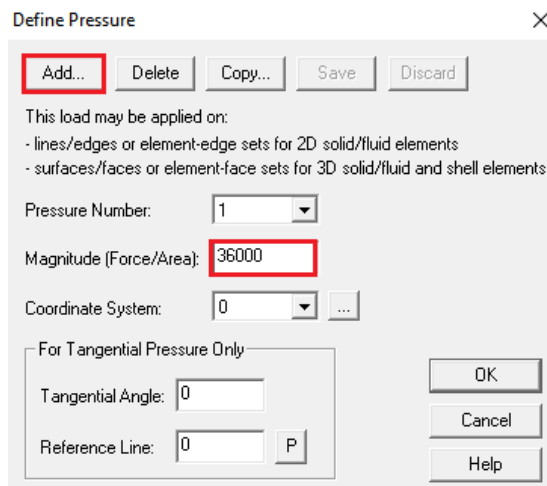 Define Pressure
Add... Delete Copy... Save Discard
This load may be applied on:
- lines/edges or element-edge sets for 2D solid/fluid elements
- surfaces/faces or element-face sets for 3D solid/fluid and shell elements
Pressure Number: 1
Magnitude (Force/Area): 36000
Coordinate System: 0 ...
For Tangential Pressure Only
Tangential Angle: 0
Reference Line: 0 P
OK
Cancel
Help